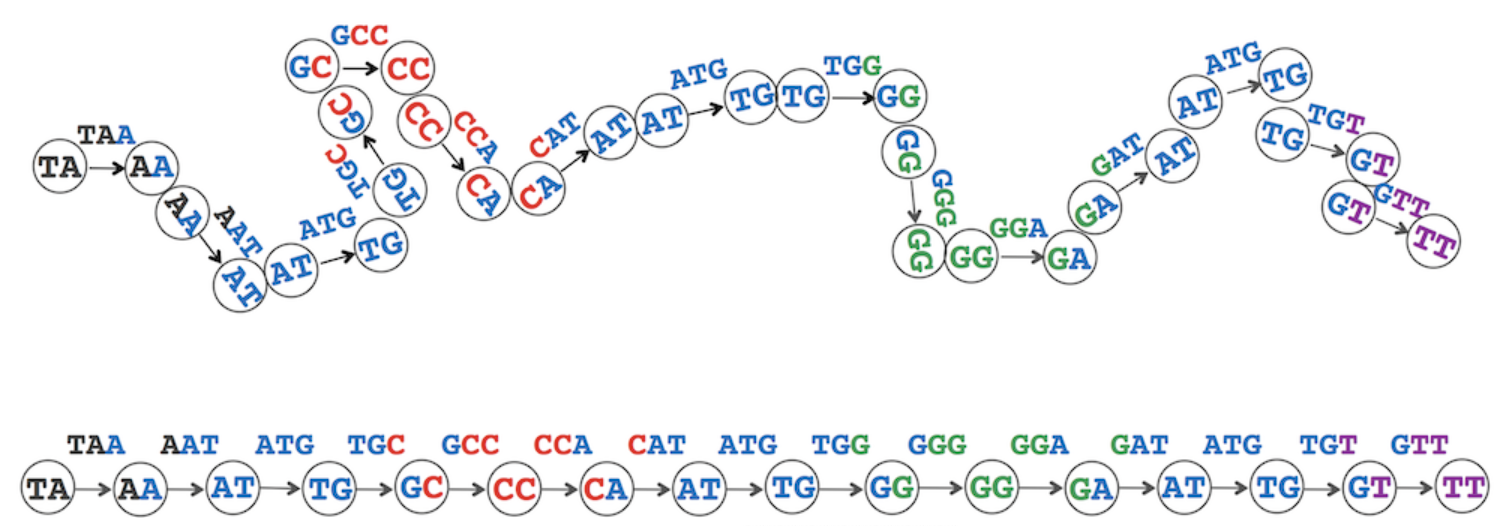 TAA
TA AA
AA AAT AT
AT ATG TG
TG TGC GC
GC GCC CC
CC CCA CA
CA CAT AT
AT ATG TG
TG TGG GG
GG GGG GG
GG GGA GA
GA GAT AT
AT ATG TG
TG TGT GT
GT GTT TT
TAA AAT ATG TGC GCC CCA CAT ATG TGG GGG GGA GAT ATG TGT GTT
TA AA AT TG GC CC CA AT TG GG GG GA AT TG GT TT